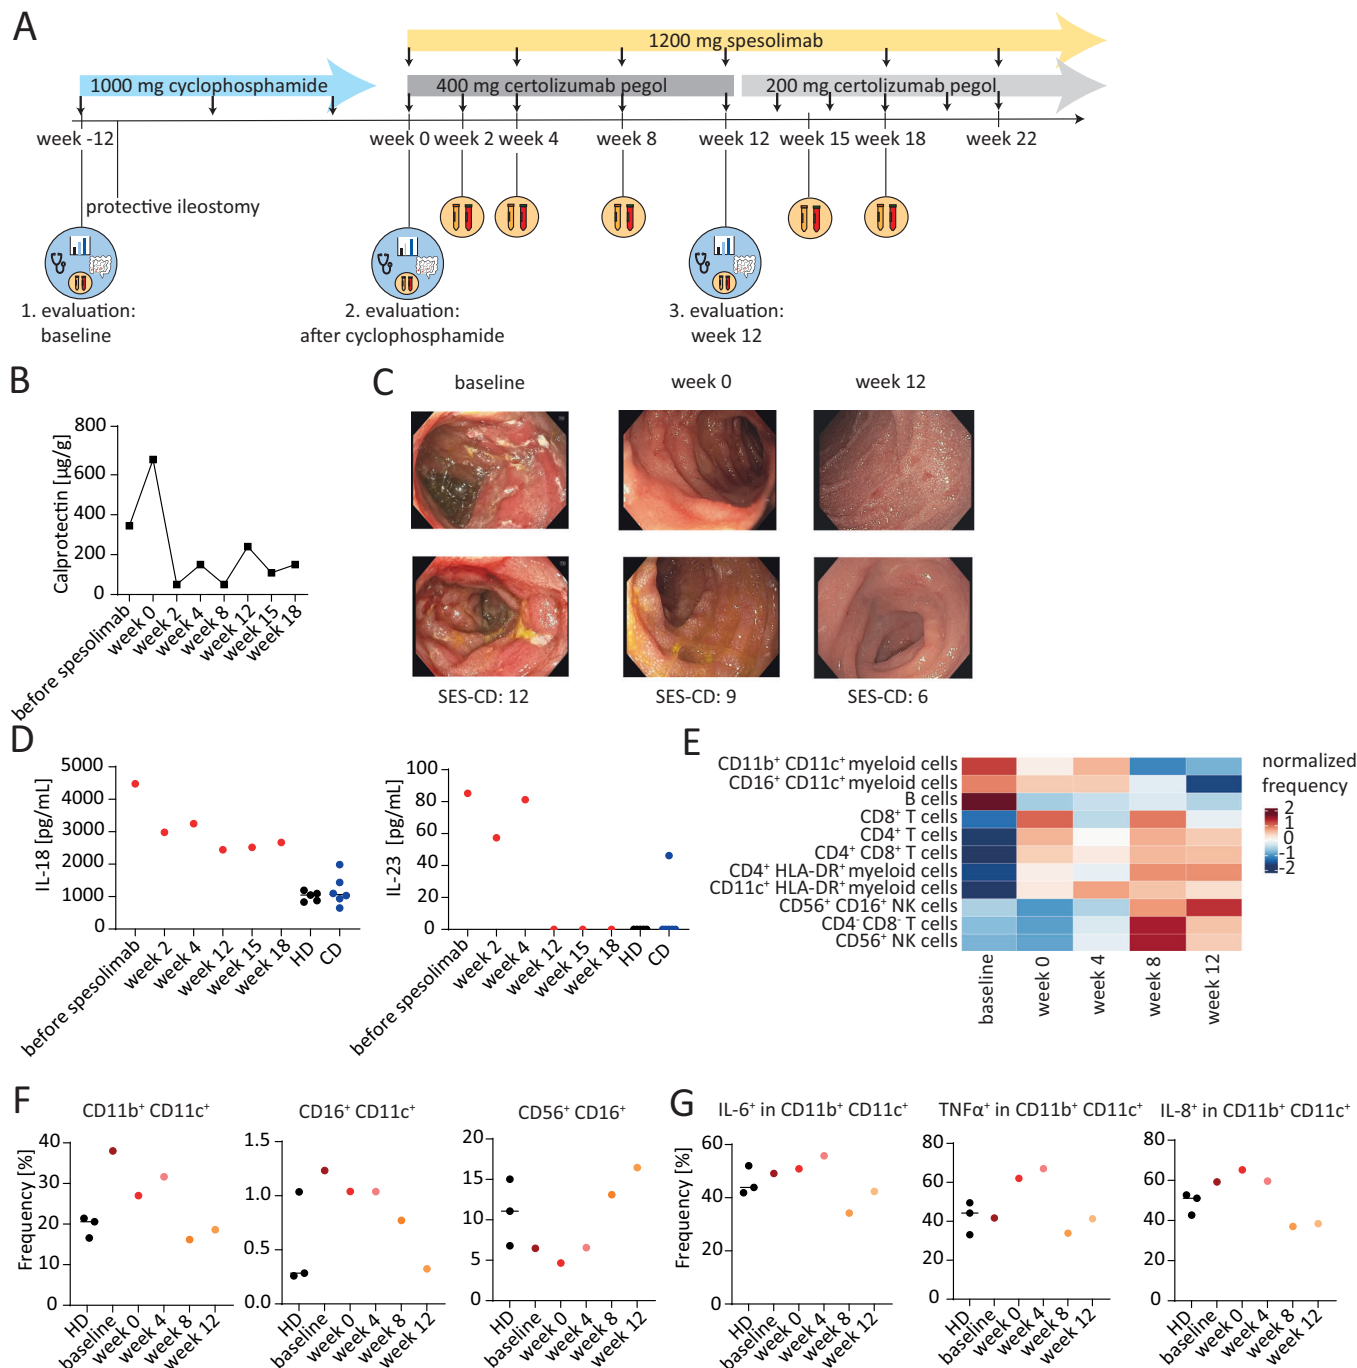 A
1200 mg spesolimab
1000 mg cyclophosphamide
400 mg certolizumab pegol
200 mg certolizumab pegol
week -12
week 0
week 2
week 4
week 8
week 12
week 15
week 18
week 22
protective ileostomy
1. evaluation:
baseline
2. evaluation:
after cyclophosphamide
3. evaluation:
week 12
B
Calprotectin [µg/g]
800
600
400
200
0
before spesolimab
week 0
week 2
week 4
week 8
week 12
week 15
week 18
C
baseline
week 0
week 12
SES-CD: 12
SES-CD: 9
SES-CD: 6
D
IL-18 [pg/mL]
5000
4000
3000
2000
1000
0
before spesolimab
week 2
week 4
week 12
week 15
week 18
HD
CD
IL-23 [pg/mL]
100
80
60
40
20
0
before spesolimab
week 2
week 4
week 12
week 15
week 18
HD
CD
E
CD11b⁺ CD11c⁺ myeloid cells
CD16⁺ CD11c⁺ myeloid cells
B cells
CD8⁺ T cells
CD4⁺ T cells
CD4⁺ CD8⁺ T cells
CD4⁺ HLA-DR⁺ myeloid cells
CD11c⁺ HLA-DR⁺ myeloid cells
CD56⁺ CD16⁺ NK cells
CD4⁻CD8⁻ T cells
CD56⁺ NK cells
baseline
week 0
week 4
week 8
week 12
normalized
frequency
2
1
0
-1
-2
F
CD11b⁺ CD11c⁺
Frequency [%]
40
30
20
10
0
HD
baseline
week 0
week 4
week 8
week 12
CD16⁺ CD11c⁺
1.5
1.0
0.5
0.0
HD
baseline
week 0
week 4
week 8
week 12
CD56⁺ CD16⁺
20
15
10
5
0
HD
baseline
week 0
week 4
week 8
week 12
G
IL-6⁺ in CD11b⁺ CD11c⁺
Frequency [%]
60
40
20
0
HD
baseline
week 0
week 4
week 8
week 12
TNFα⁺ in CD11b⁺ CD11c⁺
80
60
40
20
0
HD
baseline
week 0
week 4
week 8
week 12
IL-8⁺ in CD11b⁺ CD11c⁺
80
60
40
20
0
HD
baseline
week 0
week 4
week 8
week 12